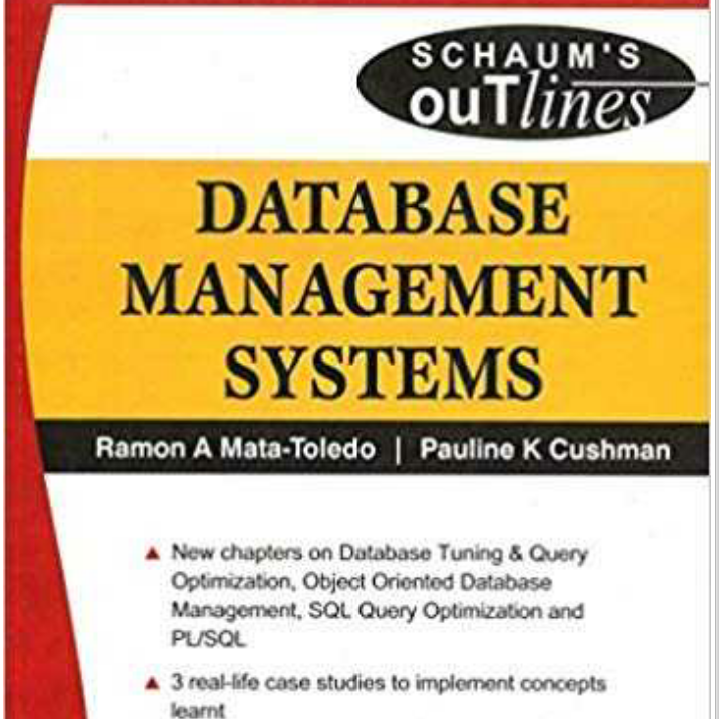 SCHAUM'S
ouTlines
DATABASE
MANAGEMENT
SYSTEMS
Ramon A Mata-Toledo | Pauline K Cushman
▲ New chapters on Database Tuning & Query
Optimization, Object Oriented Database
Management, SQL Query Optimization and
PL/SQL
▲ 3 real-life case studies to implement concepts
learnt